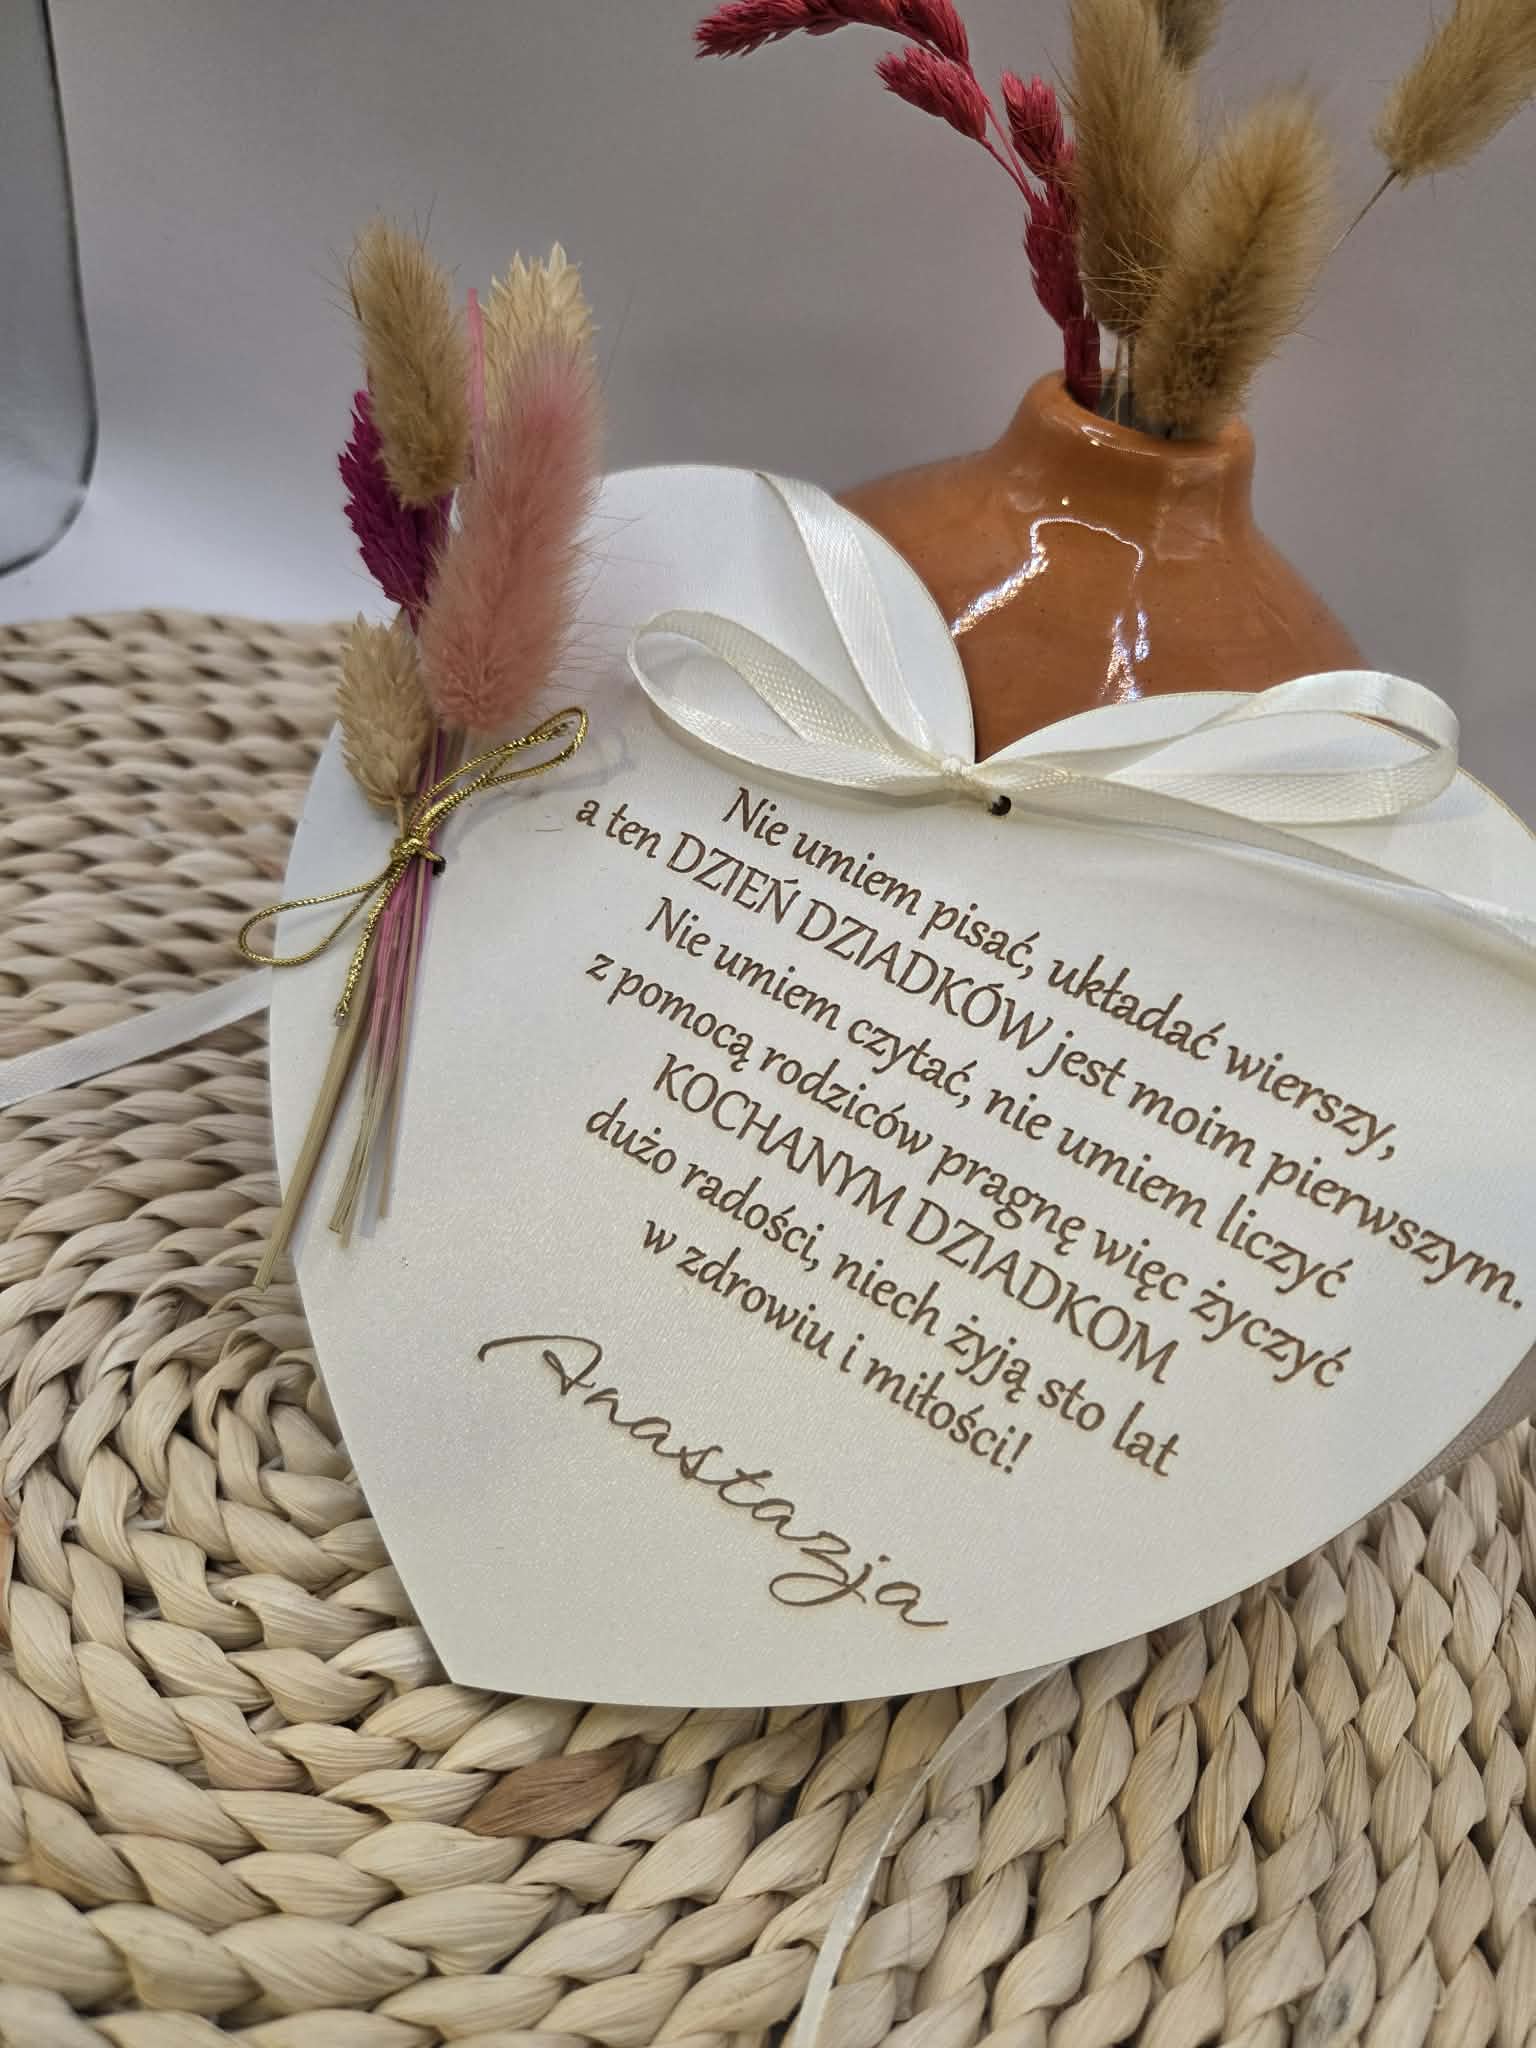 Nie umiem pisać, układać wierszy,
a ten DZIEŃ DZIADKÓW jest moim pierwszym.
Nie umiem czytać, nie umiem liczyć
z pomocą rodziców pragnę więc życzyć
KOCHANYM DZIADKOM
dużo radości, niech żyją sto lat
w zdrowiu i miłości!
Anastazja